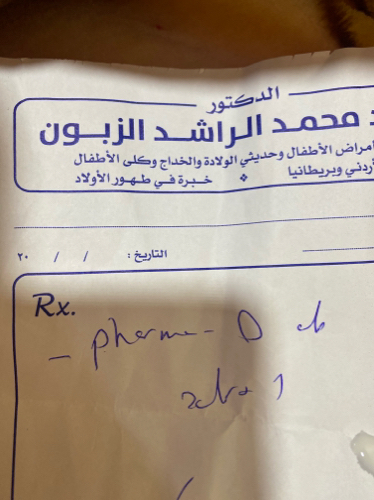 الدكتور
محمد الراشد الزبون
أمراض الأطفال وحديثي الولادة والخداج وكلى الأطفال
أردني وبريطانيا ❖ خبرة في طهور الأولاد
التاريخ : / / ٢٠
Rx.
- pharma - D